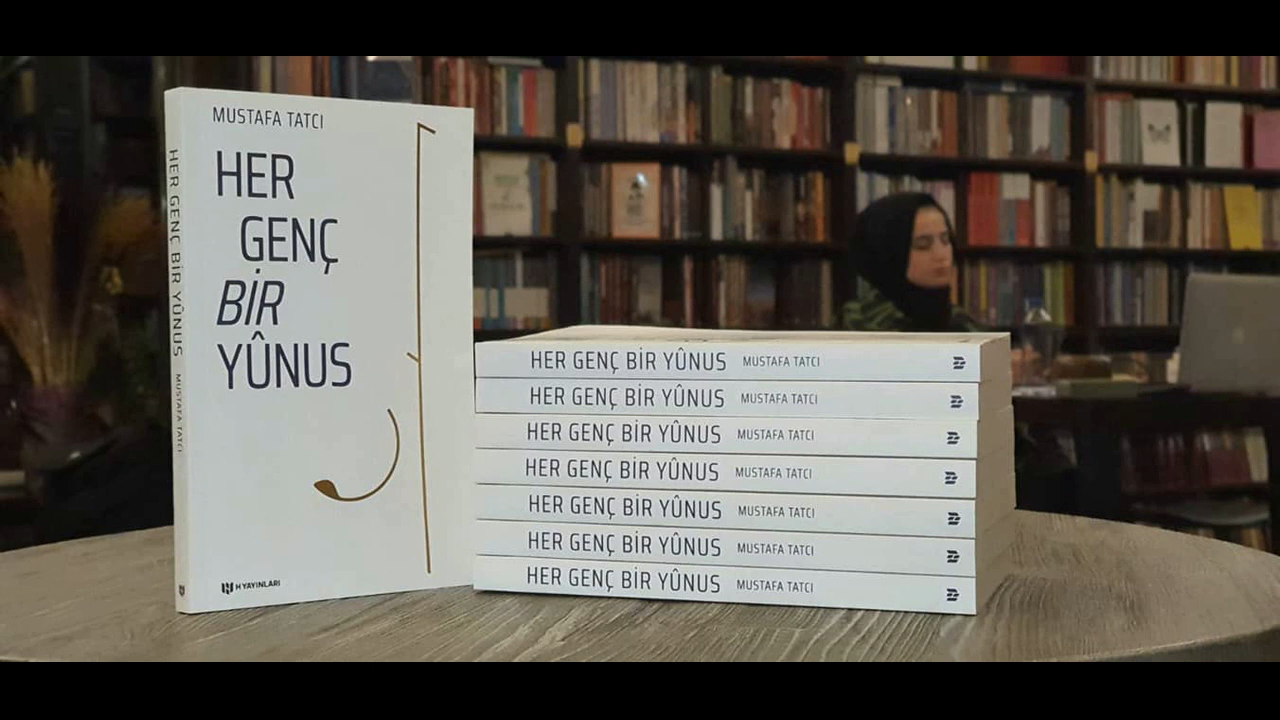 MUSTAFA TATCI
HER
GENÇ
BİR
YÛNUS
H YAYINLARI
HER GENÇ BİR YÛNUS MUSTAFA TATCI
HER GENÇ BİR YÛNUS MUSTAFA TATCI
HER GENÇ BİR YÛNUS MUSTAFA TATCI
HER GENÇ BİR YÛNUS MUSTAFA TATCI
HER GENÇ BİR YÛNUS MUSTAFA TATCI
HER GENÇ BİR YÛNUS MUSTAFA TATCI
HER GENÇ BİR YÛNUS MUSTAFA TATCI
HER GENÇ BİR YÛNUS MUSTAFA TATCI